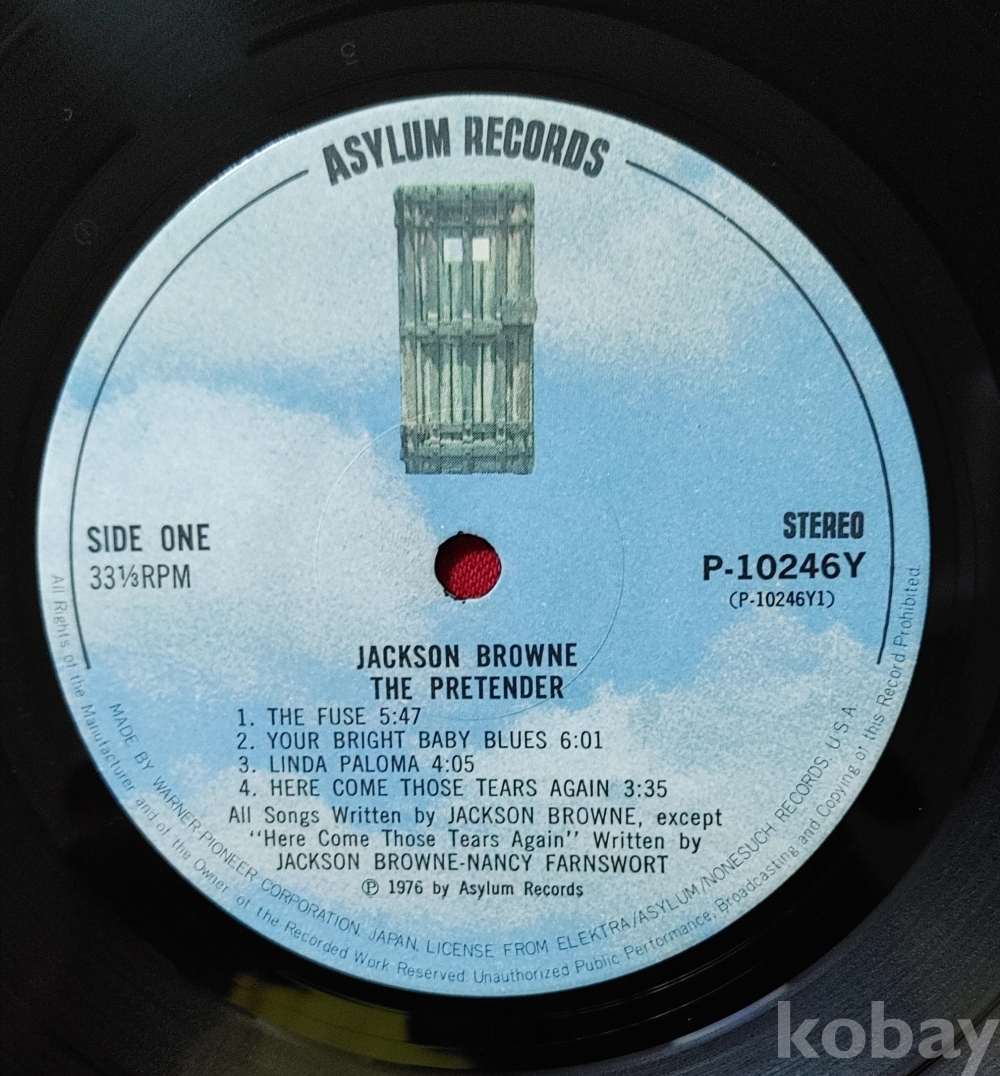 ASYLUM RECORDS
SIDE ONE
33⅓RPM
STEREO
P-10246Y
(P-10246Y1)
JACKSON BROWNE
THE PRETENDER
1. THE FUSE 5:47
2. YOUR BRIGHT BABY BLUES 6:01
3. LINDA PALOMA 4:05
4. HERE COME THOSE TEARS AGAIN 3:35
All Songs Written by JACKSON BROWNE, except
"Here Come Those Tears Again" Written by
JACKSON BROWNE-NANCY FARNSWORT
℗ 1976 by Asylum Records
MADE BY WARNER-PIONEER CORPORATION. JAPAN. LICENSE FROM ELEKTRA/ASYLUM/NONESUCH RECORDS, U.S.A.
All Rights of the Manufacturer and of the Owner of the Recorded Work Reserved. Unauthorized Public Performance, Broadcasting and Copying of this Record Prohibited.
kobay